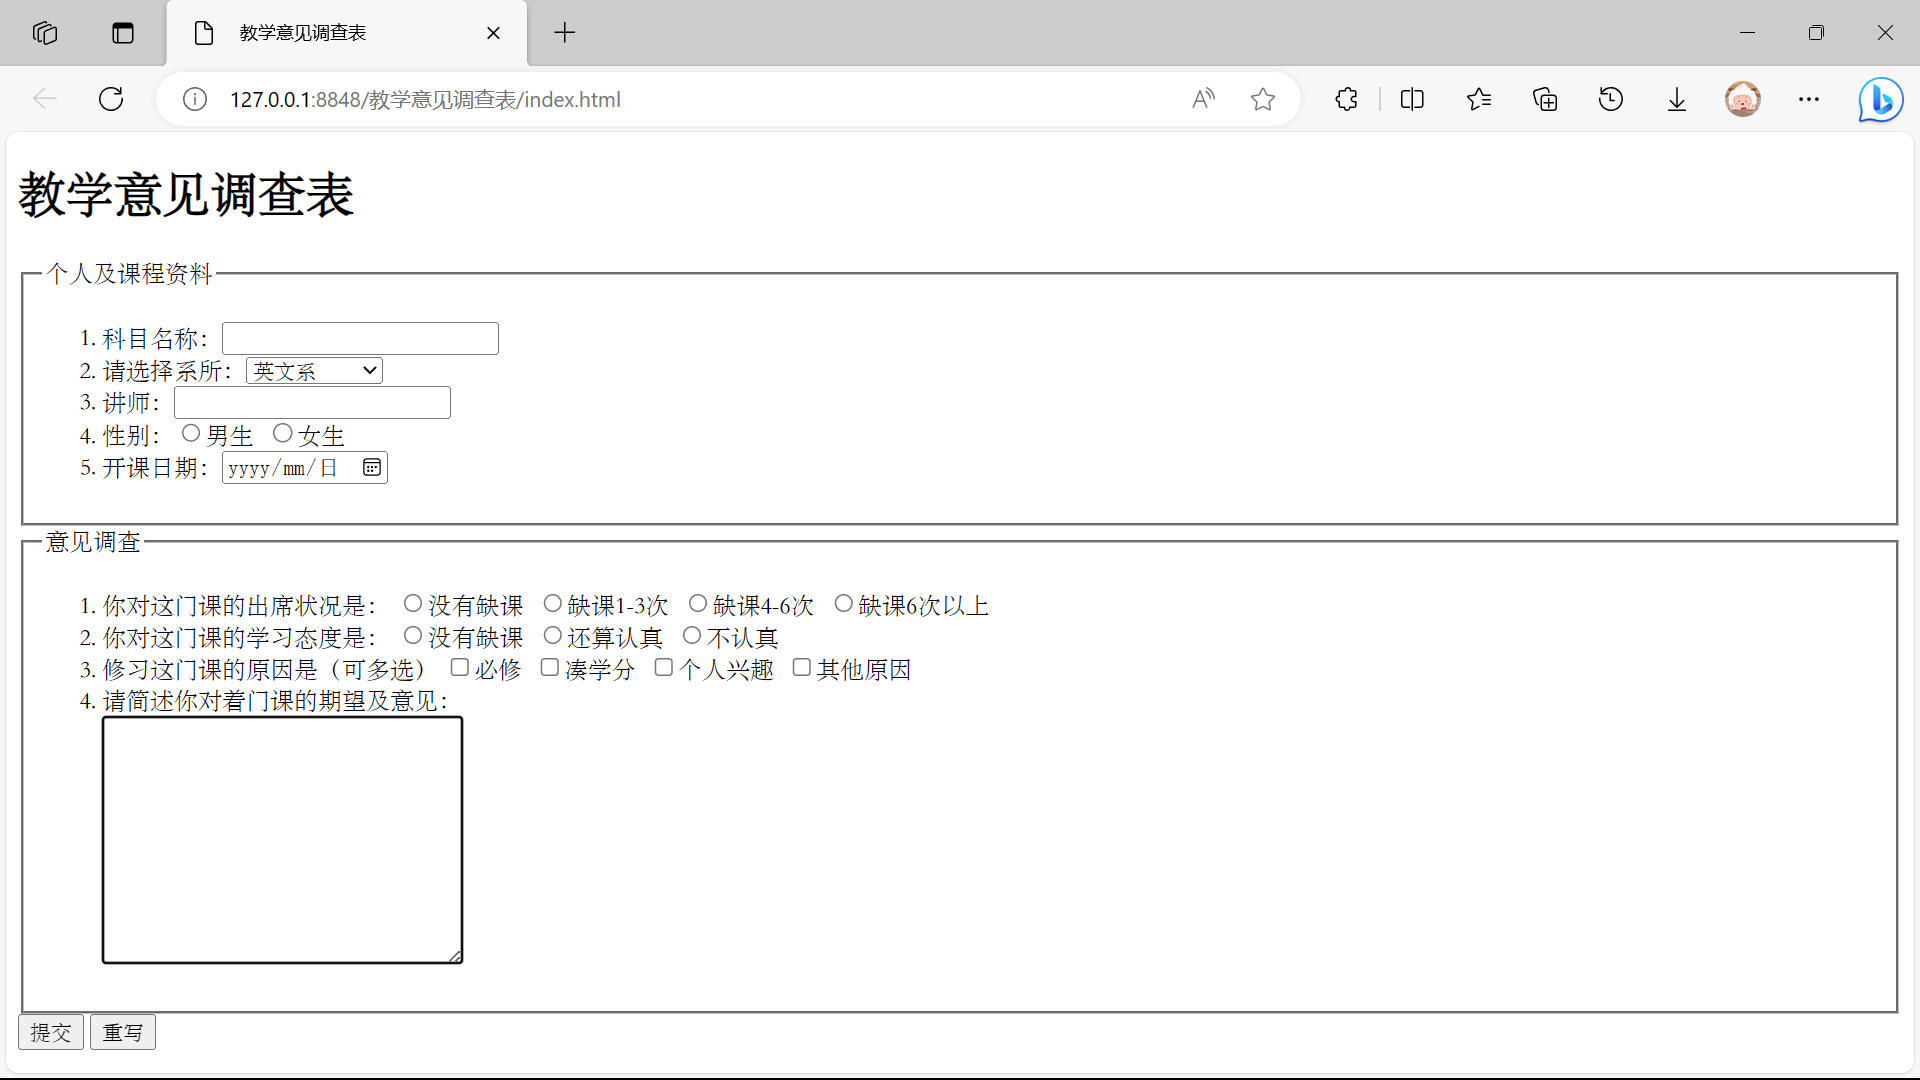 教学意见调查表
127.0.0.1:8848/教学意见调查表/index.html
教学意见调查表
个人及课程资料
1. 科目名称：
2. 请选择系所： 英文系
3. 讲师：
4. 性别： 男生 女生
5. 开课日期： yyyy/mm/日
意见调查
1. 你对这门课的出席状况是： 没有缺课 缺课1-3次 缺课4-6次 缺课6次以上
2. 你对这门课的学习态度是： 没有缺课 还算认真 不认真
3. 修习这门课的原因是（可多选） 必修 凑学分 个人兴趣 其他原因
4. 请简述你对着门课的期望及意见：
提交 重写